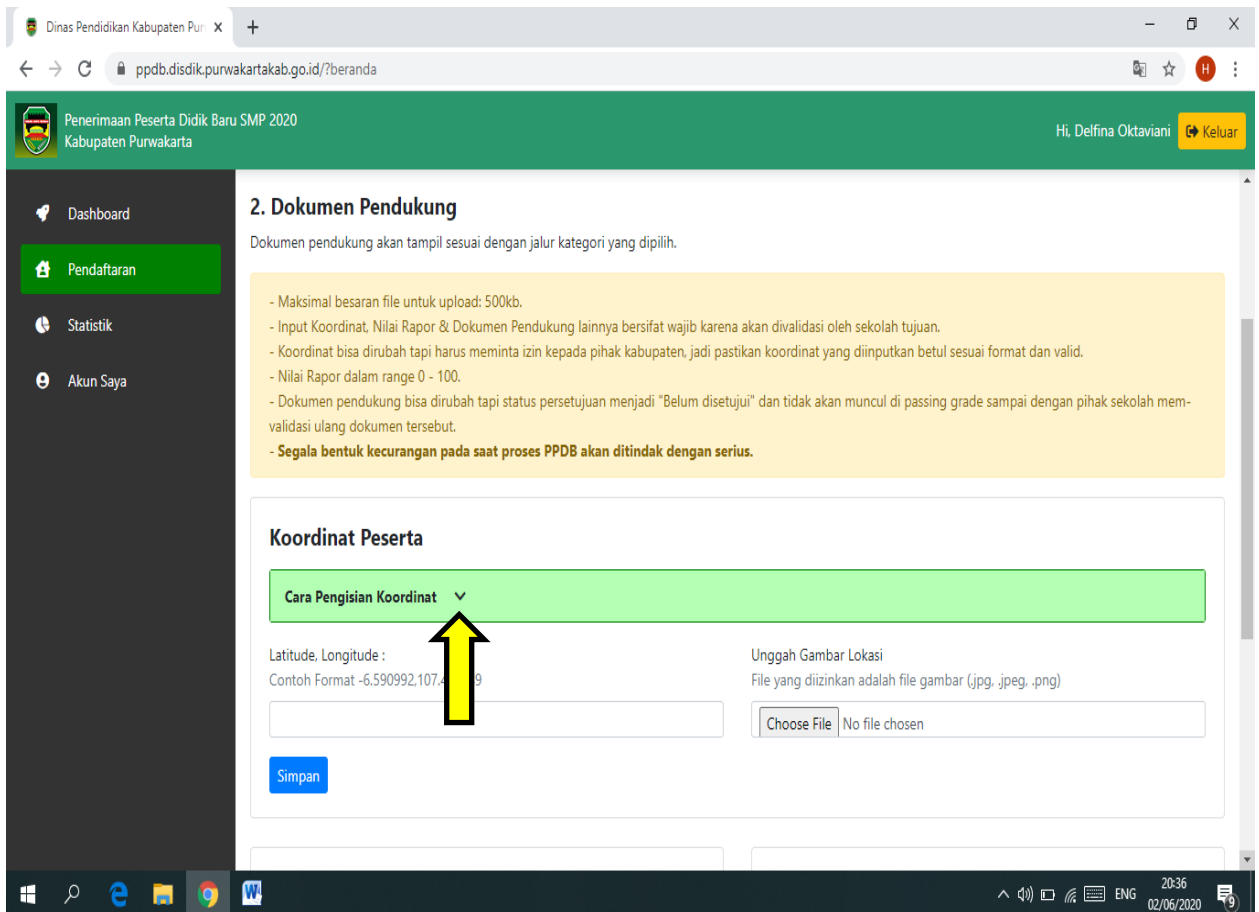 Dinas Pendidikan Kabupaten Pur
ppdb.disdik.purwakartakab.go.id/?beranda
H
Penerimaan Peserta Didik Baru SMP 2020
Kabupaten Purwakarta
Hi, Delfina Oktaviani
Keluar
Dashboard
Pendaftaran
Statistik
Akun Saya
2. Dokumen Pendukung
Dokumen pendukung akan tampil sesuai dengan jalur kategori yang dipilih.
- Maksimal besaran file untuk upload: 500kb.
- Input Koordinat, Nilai Rapor & Dokumen Pendukung lainnya bersifat wajib karena akan divalidasi oleh sekolah tujuan.
- Koordinat bisa dirubah tapi harus meminta izin kepada pihak kabupaten, jadi pastikan koordinat yang diinputkan betul sesuai format dan valid.
- Nilai Rapor dalam range 0 - 100.
- Dokumen pendukung bisa dirubah tapi status persetujuan menjadi "Belum disetujui" dan tidak akan muncul di passing grade sampai dengan pihak sekolah mem-
validasi ulang dokumen tersebut.
- Segala bentuk kecurangan pada saat proses PPDB akan ditindak dengan serius.
Koordinat Peserta
Cara Pengisian Koordinat
Latitude, Longitude :
Contoh Format -6.590992,107.
Unggah Gambar Lokasi
File yang diizinkan adalah file gambar (.jpg, .jpeg, .png)
Choose File No file chosen
Simpan
ENG
20:36
02/06/2020
9